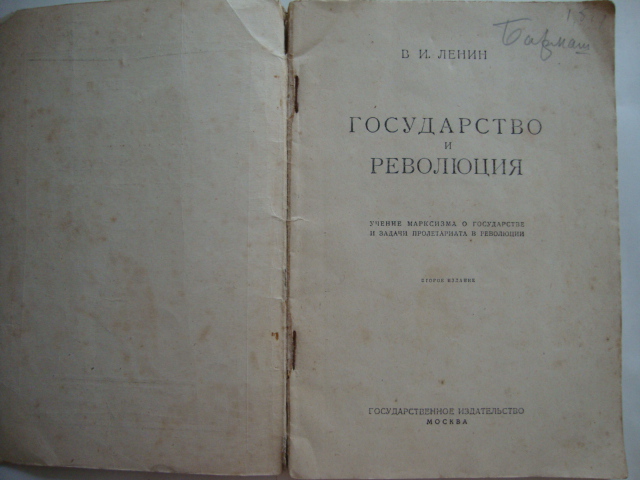 В. И. ЛЕНИН
ГОСУДАРСТВО
И
РЕВОЛЮЦИЯ
УЧЕНИЕ МАРКСИЗМА О ГОСУДАРСТВЕ
И ЗАДАЧИ ПРОЛЕТАРИАТА В РЕВОЛЮЦИИ
ВТОРОЕ ИЗДАНИЕ
ГОСУДАРСТВЕННОЕ ИЗДАТЕЛЬСТВО
МОСКВА